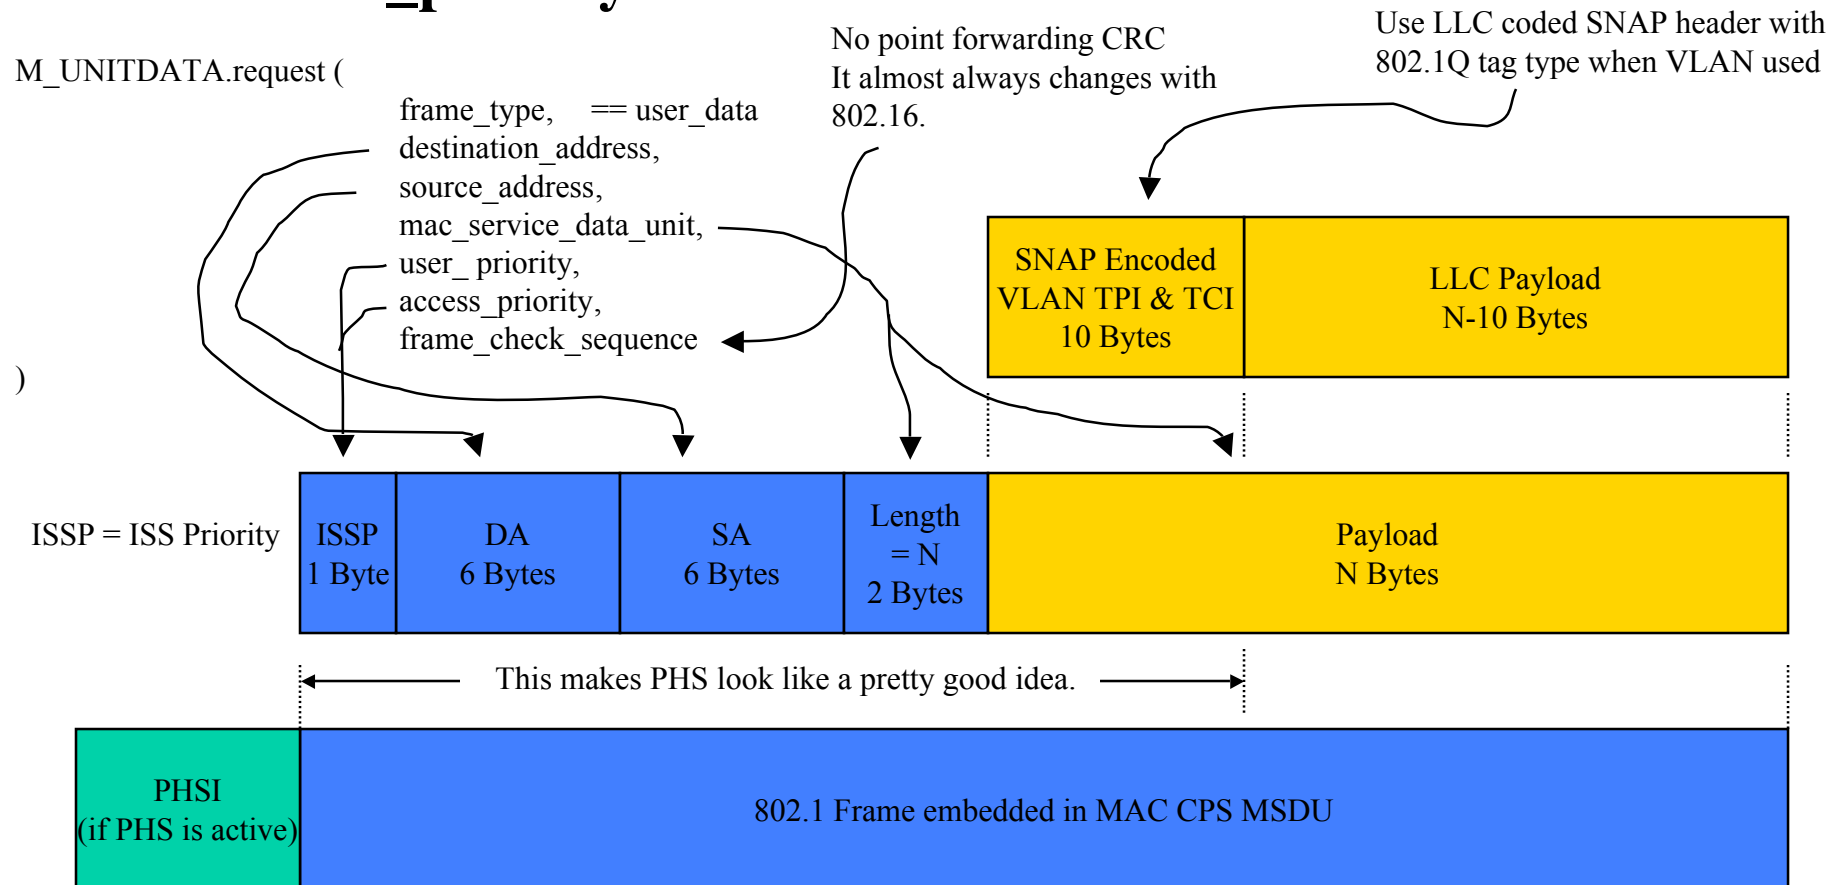 M_UNITDATA.request (
frame_type, == user_data
destination_address,
source_address,
mac_service_data_unit,
user_ priority,
access_priority,
frame_check_sequence
)
No point forwarding CRC
It almost always changes with
802.16.
Use LLC coded SNAP header with
802.1Q tag type when VLAN used
SNAP Encoded
VLAN TPI & TCI
10 Bytes
LLC Payload
N-10 Bytes
ISSP = ISS Priority
ISSP
1 Byte
DA
6 Bytes
SA
6 Bytes
Length
= N
2 Bytes
Payload
N Bytes
This makes PHS look like a pretty good idea.
PHSI
(if PHS is active)
802.1 Frame embedded in MAC CPS MSDU